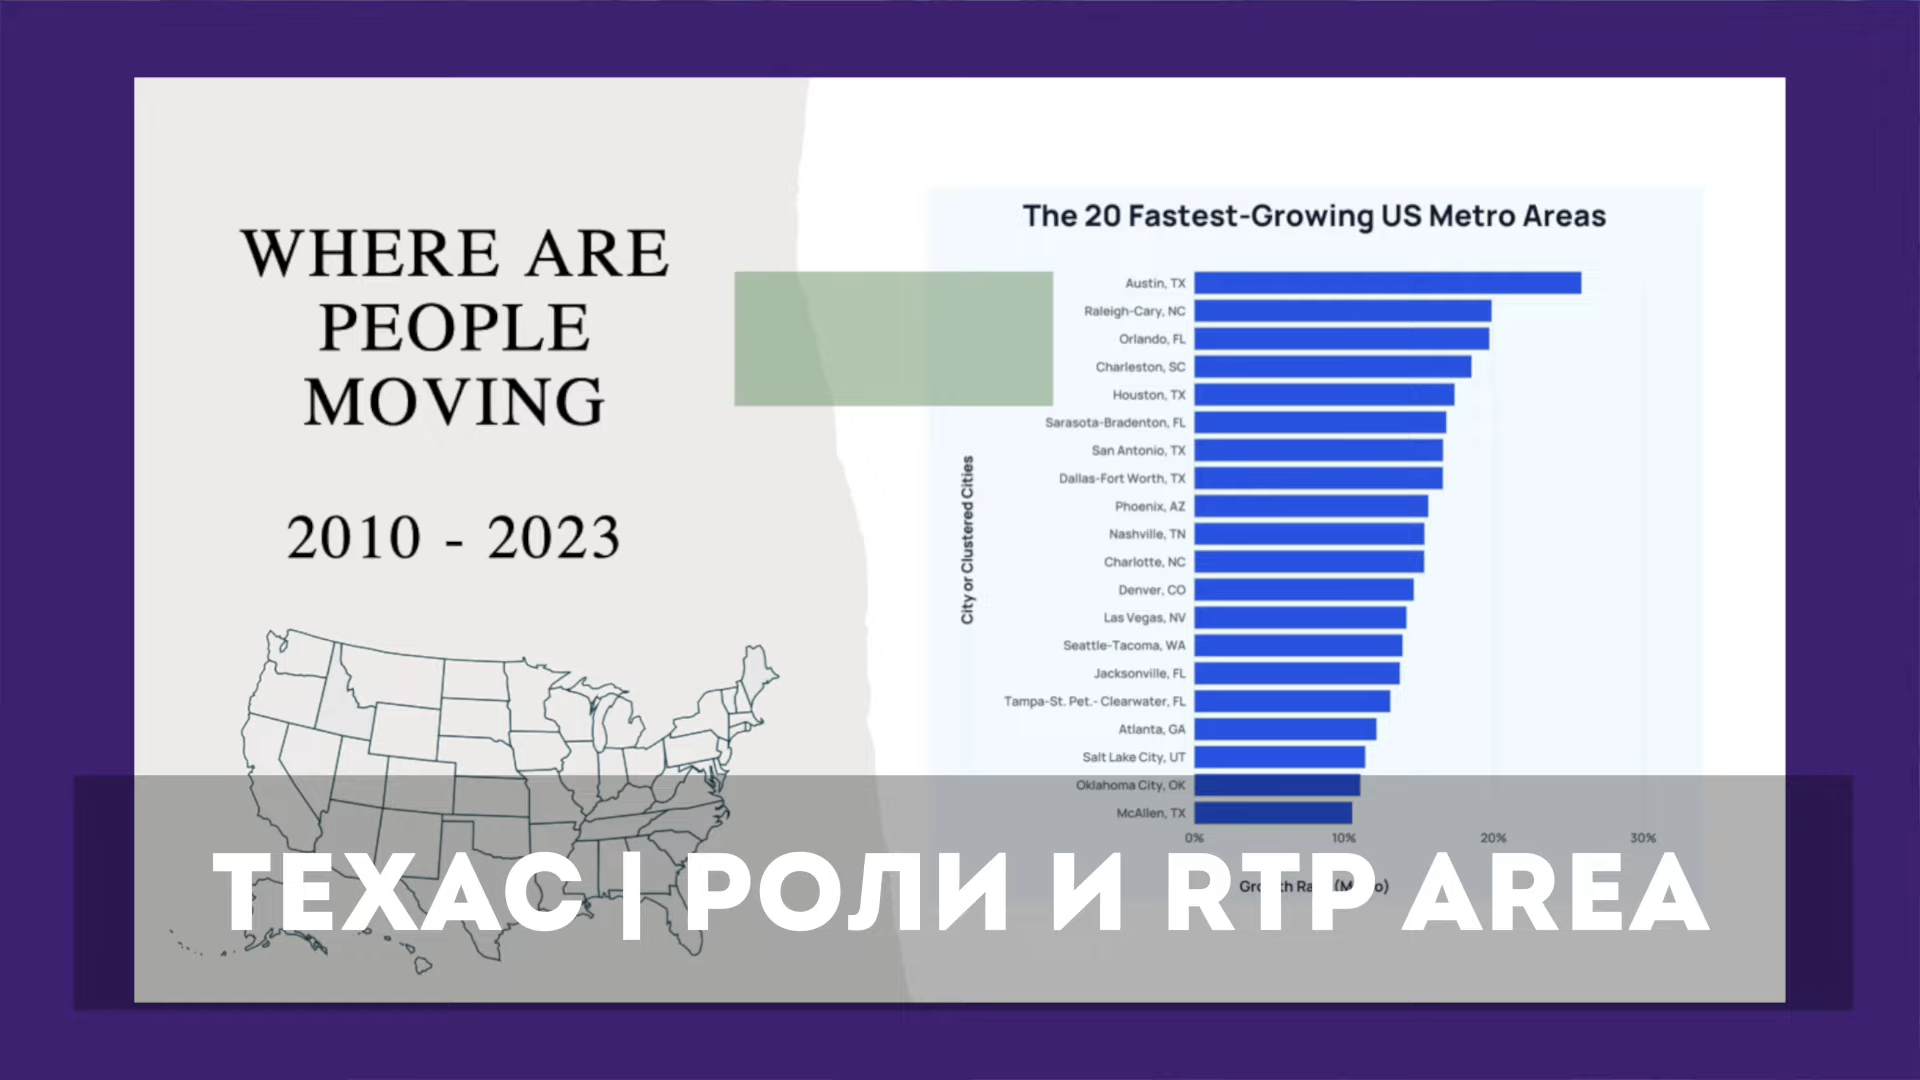 WHERE ARE
PEOPLE
MOVING
2010 - 2023
The 20 Fastest-Growing US Metro Areas
City or Clustered Cities
Austin, TX
Raleigh-Cary, NC
Orlando, FL
Charleston, SC
Houston, TX
Sarasota-Bradenton, FL
San Antonio, TX
Dallas-Fort Worth, TX
Phoenix, AZ
Nashville, TN
Charlotte, NC
Denver, CO
Las Vegas, NV
Seattle-Tacoma, WA
Jacksonville, FL
Tampa-St. Pet.- Clearwater, FL
Atlanta, GA
Salt Lake City, UT
Oklahoma City, OK
McAllen, TX
0% 10% 20% 30%
ТЕХАС | РОЛИ И RTP AREA